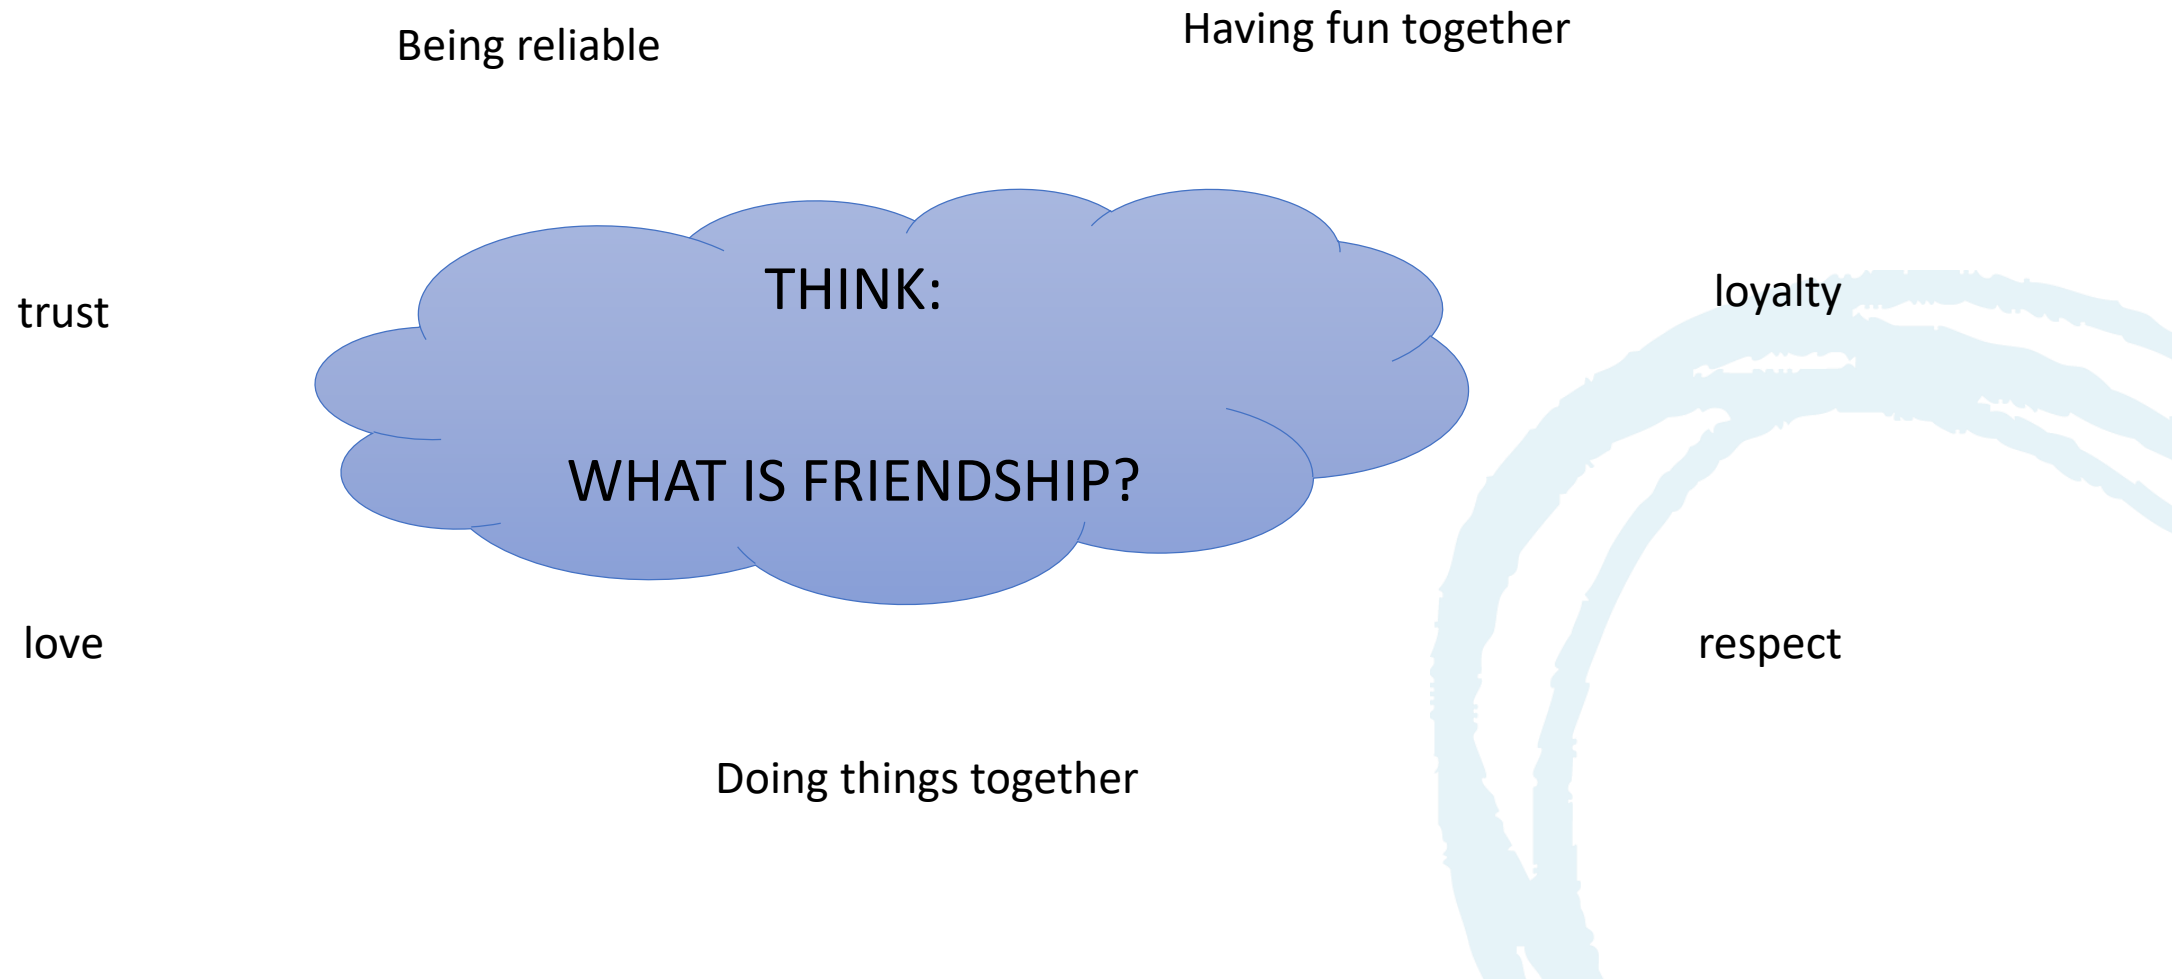 Being reliable
Having fun together
trust
THINK:
loyalty
WHAT IS FRIENDSHIP?
love
respect
Doing things together